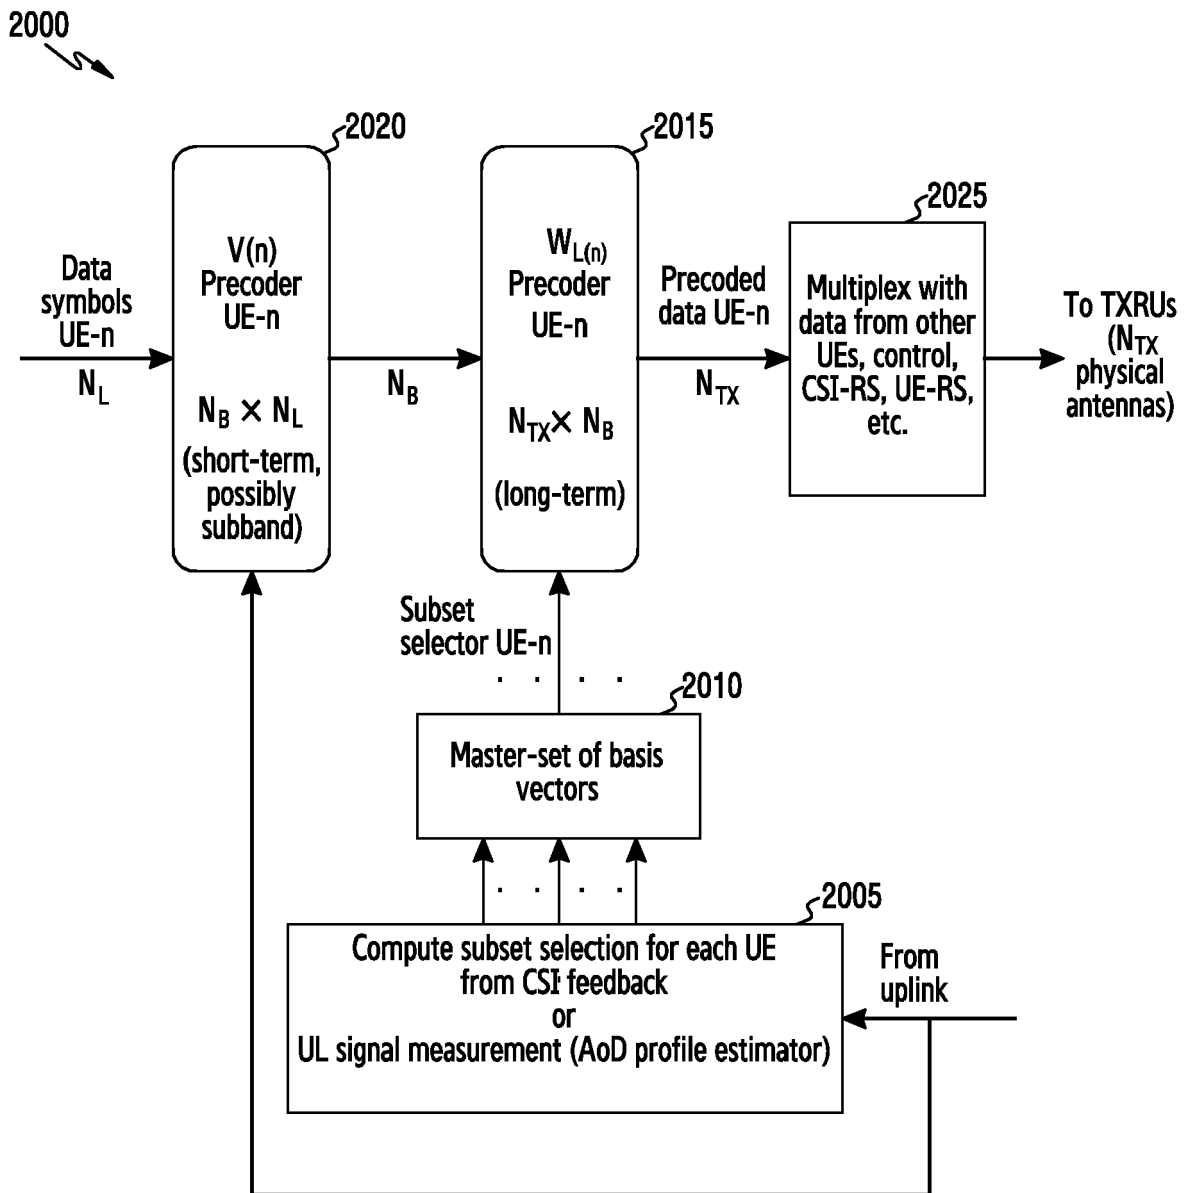 2000
2020
2015
2025
Data
symbols
UE-n
N_L
V(n)
Precoder
UE-n
N_B × N_L
(short-term,
possibly
subband)
N_B
W_L(n)
Precoder
UE-n
N_TX × N_B
(long-term)
Precoded
data UE-n
N_TX
Multiplex with
data from other
UEs, control,
CSI-RS, UE-RS,
etc.
To TXRUs
(N_TX
physical
antennas)
Subset
selector UE-n
2010
Master-set of basis
vectors
2005
Compute subset selection for each UE
from CSI feedback
or
UL signal measurement (AoD profile estimator)
From
uplink